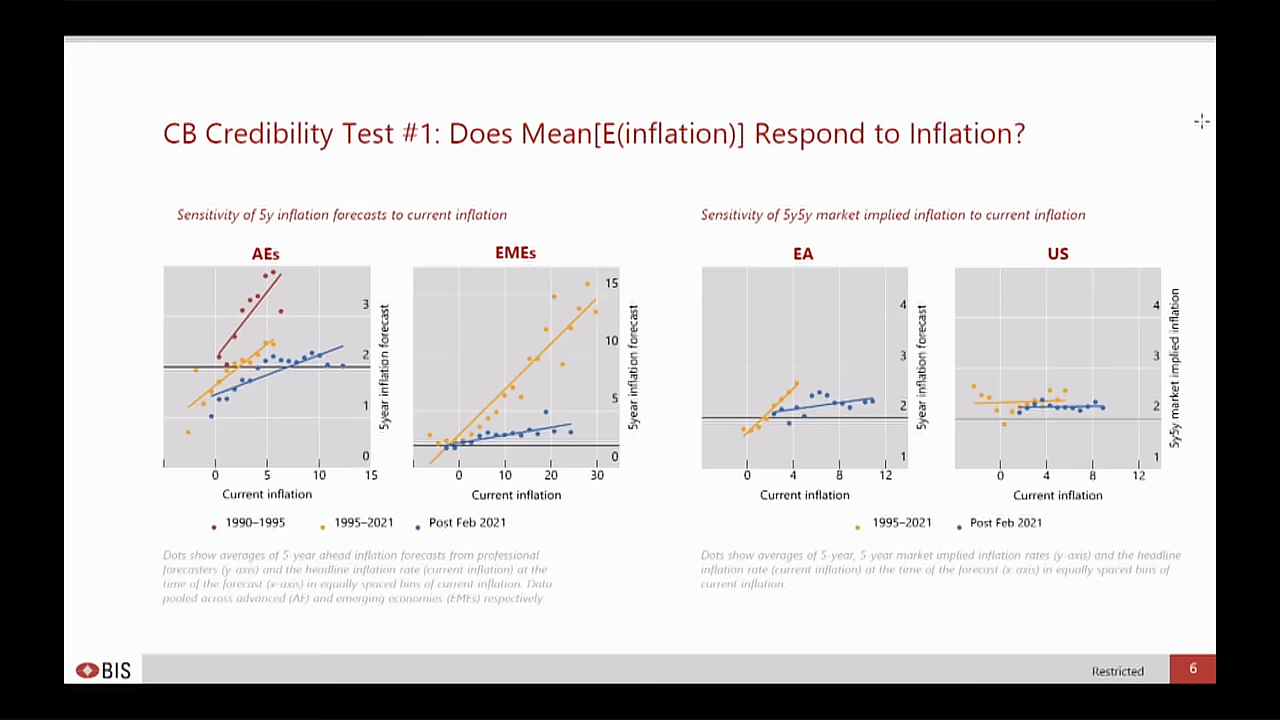 CB Credibility Test #1: Does Mean[E(inflation)] Respond to Inflation?
Sensitivity of 5y inflation forecasts to current inflation
AEs
EMEs
3
2
1
0
5year inflation forecast
15
10
5
0
5year inflation forecast
0 5 10 15
0 10 20 30
Current inflation
Current inflation
1990–1995 1995–2021 Post Feb 2021
Dots show averages of 5-year ahead inflation forecasts from professional
forecasters (y-axis) and the headline inflation rate (current inflation) at the
time of the forecast (x-axis) in equally spaced bins of current inflation. Data
pooled across advanced (AE) and emerging economies (EMEs) respectively
Sensitivity of 5y5y market implied inflation to current inflation
EA
US
4
3
2
1
5year inflation forecast
4
3
2
1
5y5y market implied inflation
0 4 8 12
0 4 8 12
Current inflation
Current inflation
1995–2021 Post Feb 2021
Dots show averages of 5-year, 5-year market implied inflation rates (y-axis) and the headline
inflation rate (current inflation) at the time of the forecast (x-axis) in equally spaced bins of
current inflation.
BIS
Restricted
6